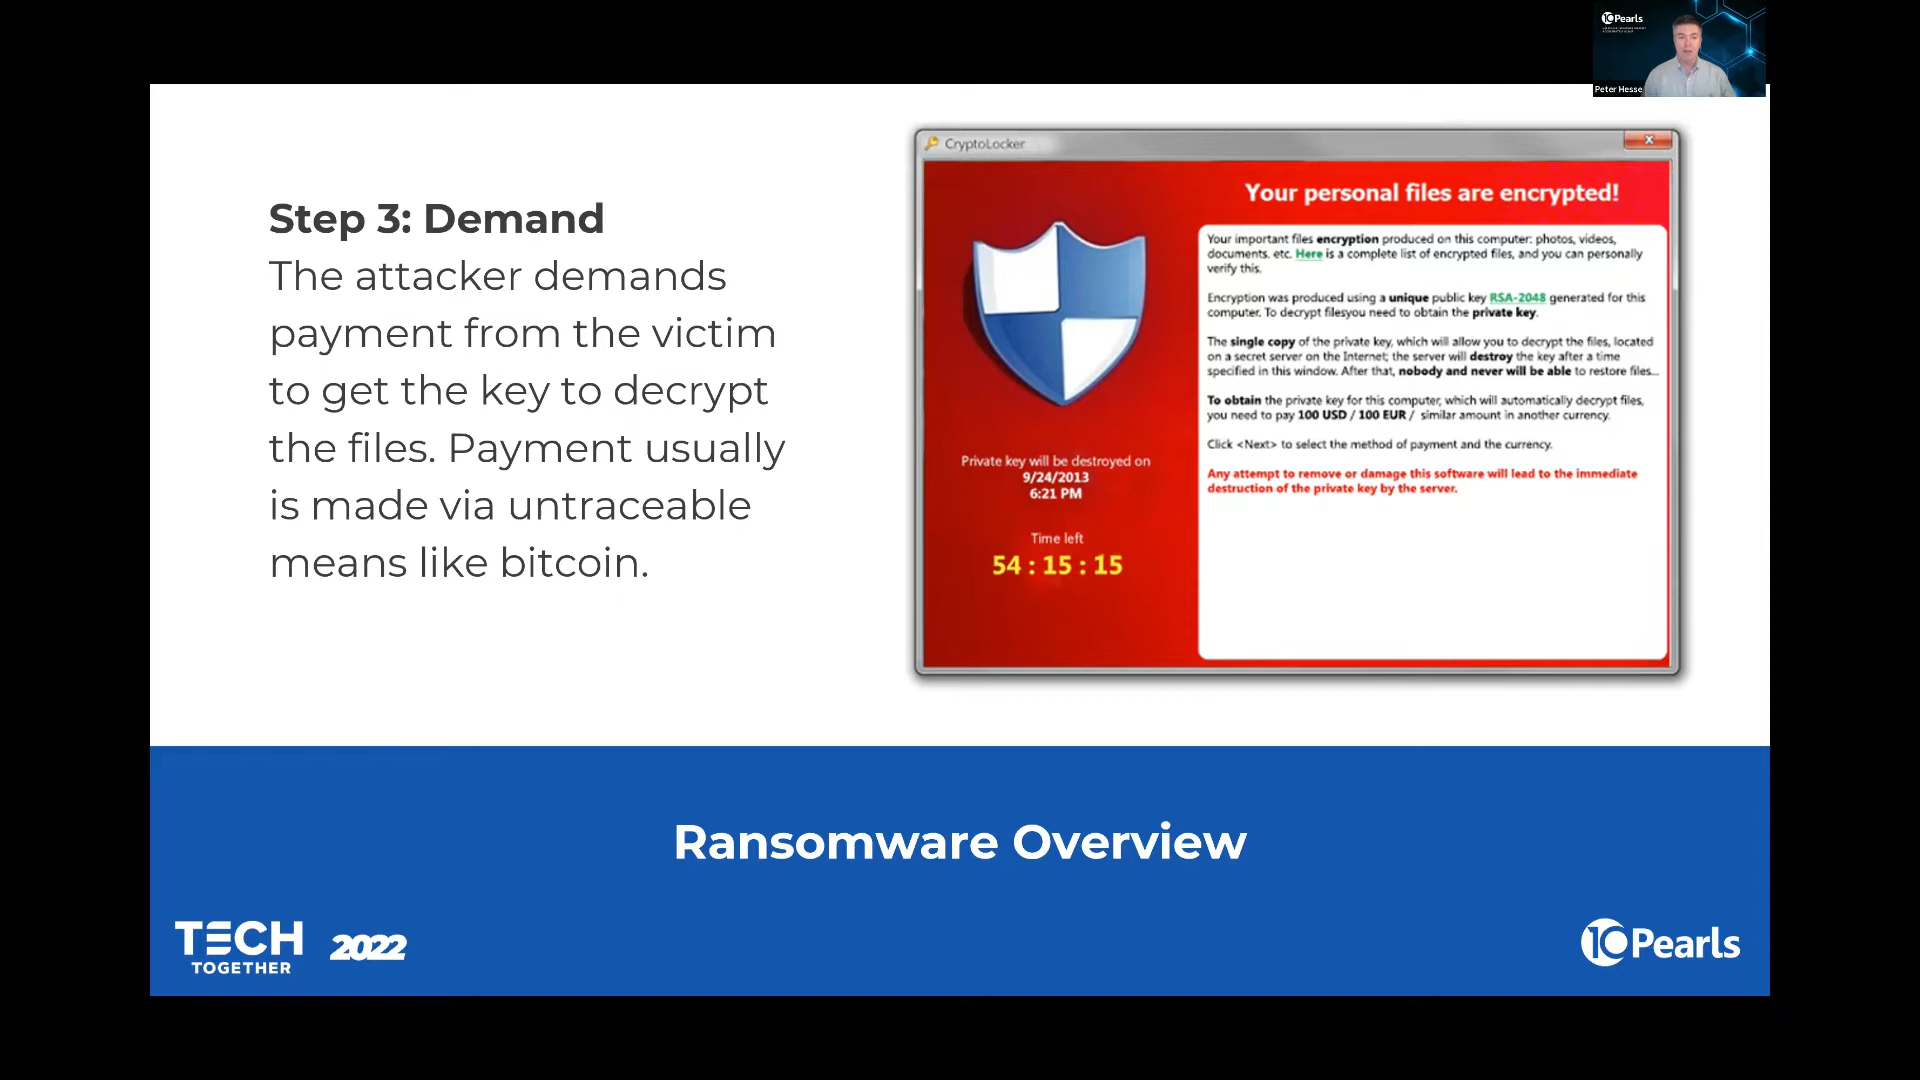 10Pearls
Peter Hesse
Step 3: Demand
The attacker demands
payment from the victim
to get the key to decrypt
the files. Payment usually
is made via untraceable
means like bitcoin.
CryptoLocker
Your personal files are encrypted!
Your important files encryption produced on this computer: photos, videos,
documents. etc. Here is a complete list of encrypted files, and you can personally
verify this.
Encryption was produced using a unique public key RSA-2048 generated for this
computer. To decrypt filesyou need to obtain the private key.
The single copy of the private key, which will allow you to decrypt the files, located
on a secret server on the Internet; the server will destroy the key after a time
specified in this window. After that, nobody and never will be able to restore files...
To obtain the private key for this computer, which will automatically decrypt files,
you need to pay 100 USD / 100 EUR / similar amount in another currency.
Click <Next> to select the method of payment and the currency.
Any attempt to remove or damage this software will lead to the immediate
destruction of the private key by the server.
Private key will be destroyed on
9/24/2013
6:21 PM
Time left
54 : 15 : 15
Ransomware Overview
TECH
TOGETHER
2022
10Pearls